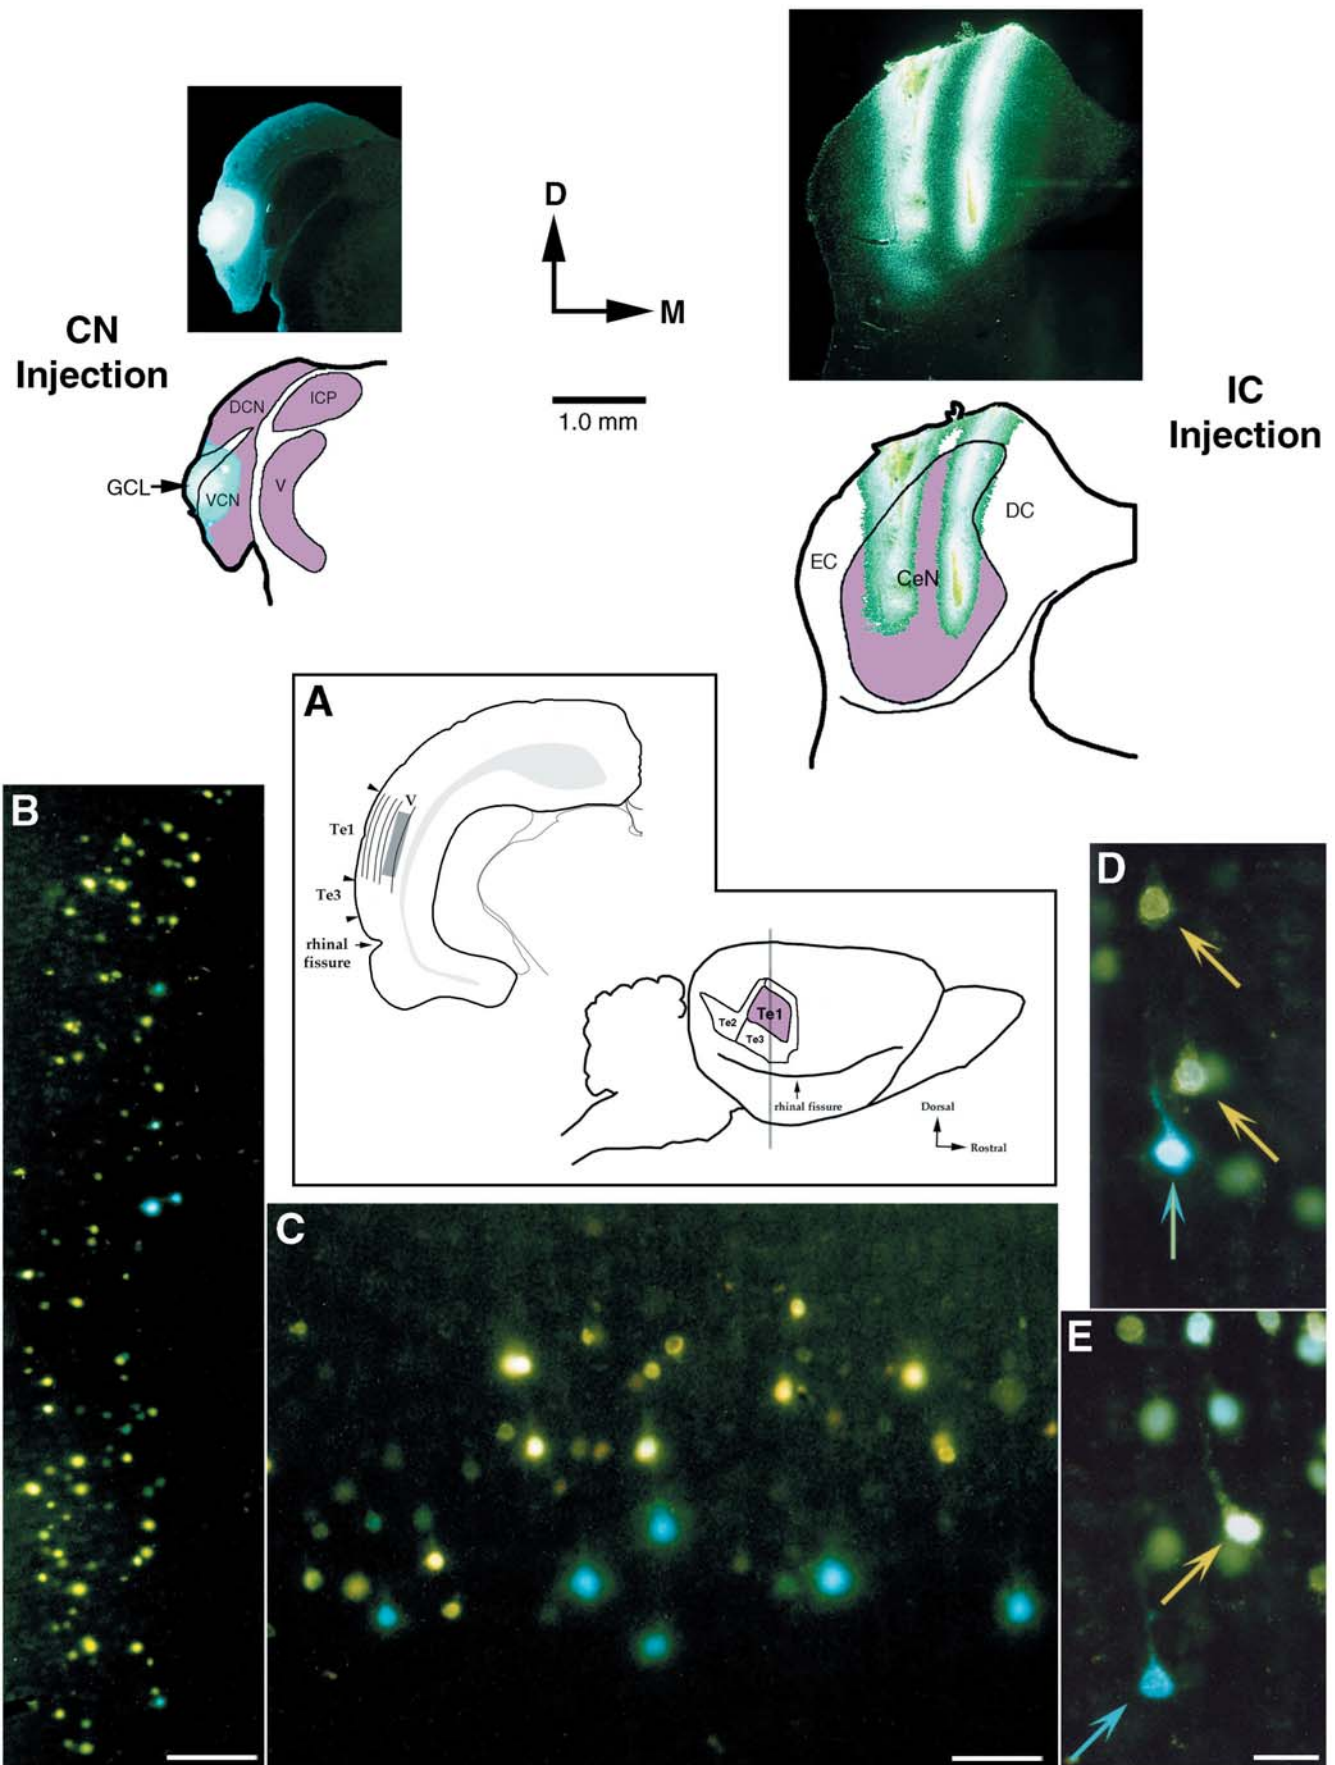 D
M
1.0 mm
CN
Injection
DCN
ICP
GCL
VCN
V
IC
Injection
DC
EC
CeN
A
V
Te1
Te3
rhinal
fissure
Te1
Te2
Te3
rhinal fissure
Dorsal
Rostral
B
C
D
E